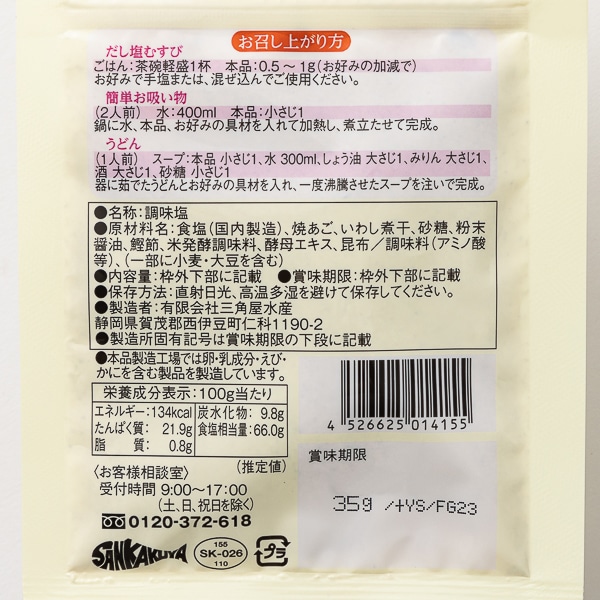 お召し上がり方
だし塩むすび
ごはん:茶碗軽盛1杯　本品:0.5～1g(お好みの加減で)
お好みで手塩または、混ぜ込んでご使用ください。
簡単お吸い物
(2人前)　水:400ml　本品:小さじ1
鍋に水、本品、お好みの具材を入れて加熱し、煮立たせて完成。
うどん
(1人前)　スープ:本品 小さじ1、水 300ml、しょう油 大さじ1、みりん 大さじ1、
酒 大さじ1、砂糖 小さじ1
器に茹でたうどんとお好みの具材を入れ、一度沸騰させたスープを注いで完成。
●名称:調味塩
●原材料名:食塩(国内製造)、焼あご、いわし煮干、砂糖、粉末
醤油、鰹節、米発酵調味料、酵母エキス、昆布／調味料(アミノ酸
等)、(一部に小麦・大豆を含む)
●内容量:枠外下部に記載　●賞味期限:枠外下部に記載
●保存方法:直射日光、高温多湿を避けて保存してください。
●製造者:有限会社三角屋水産
静岡県賀茂郡西伊豆町仁科1190-2
●製造所固有記号は賞味期限の下段に記載
●本品製造工場では卵・乳成分・えび・
かにを含む製品を製造しています。
栄養成分表示:100g当たり
エネルギー:134kcal　炭水化物:9.8g
たんぱく質:21.9g　食塩相当量:66.0g
脂　　質:0.8g
(推定値)
4 526625 014155
賞味期限
35g /+YS/FG23
〈お客様相談室〉
受付時間 9:00～17:00
(土、日、祝日を除く)
0120-372-618
SANKAKUYA
155
SK-026
110
プラ